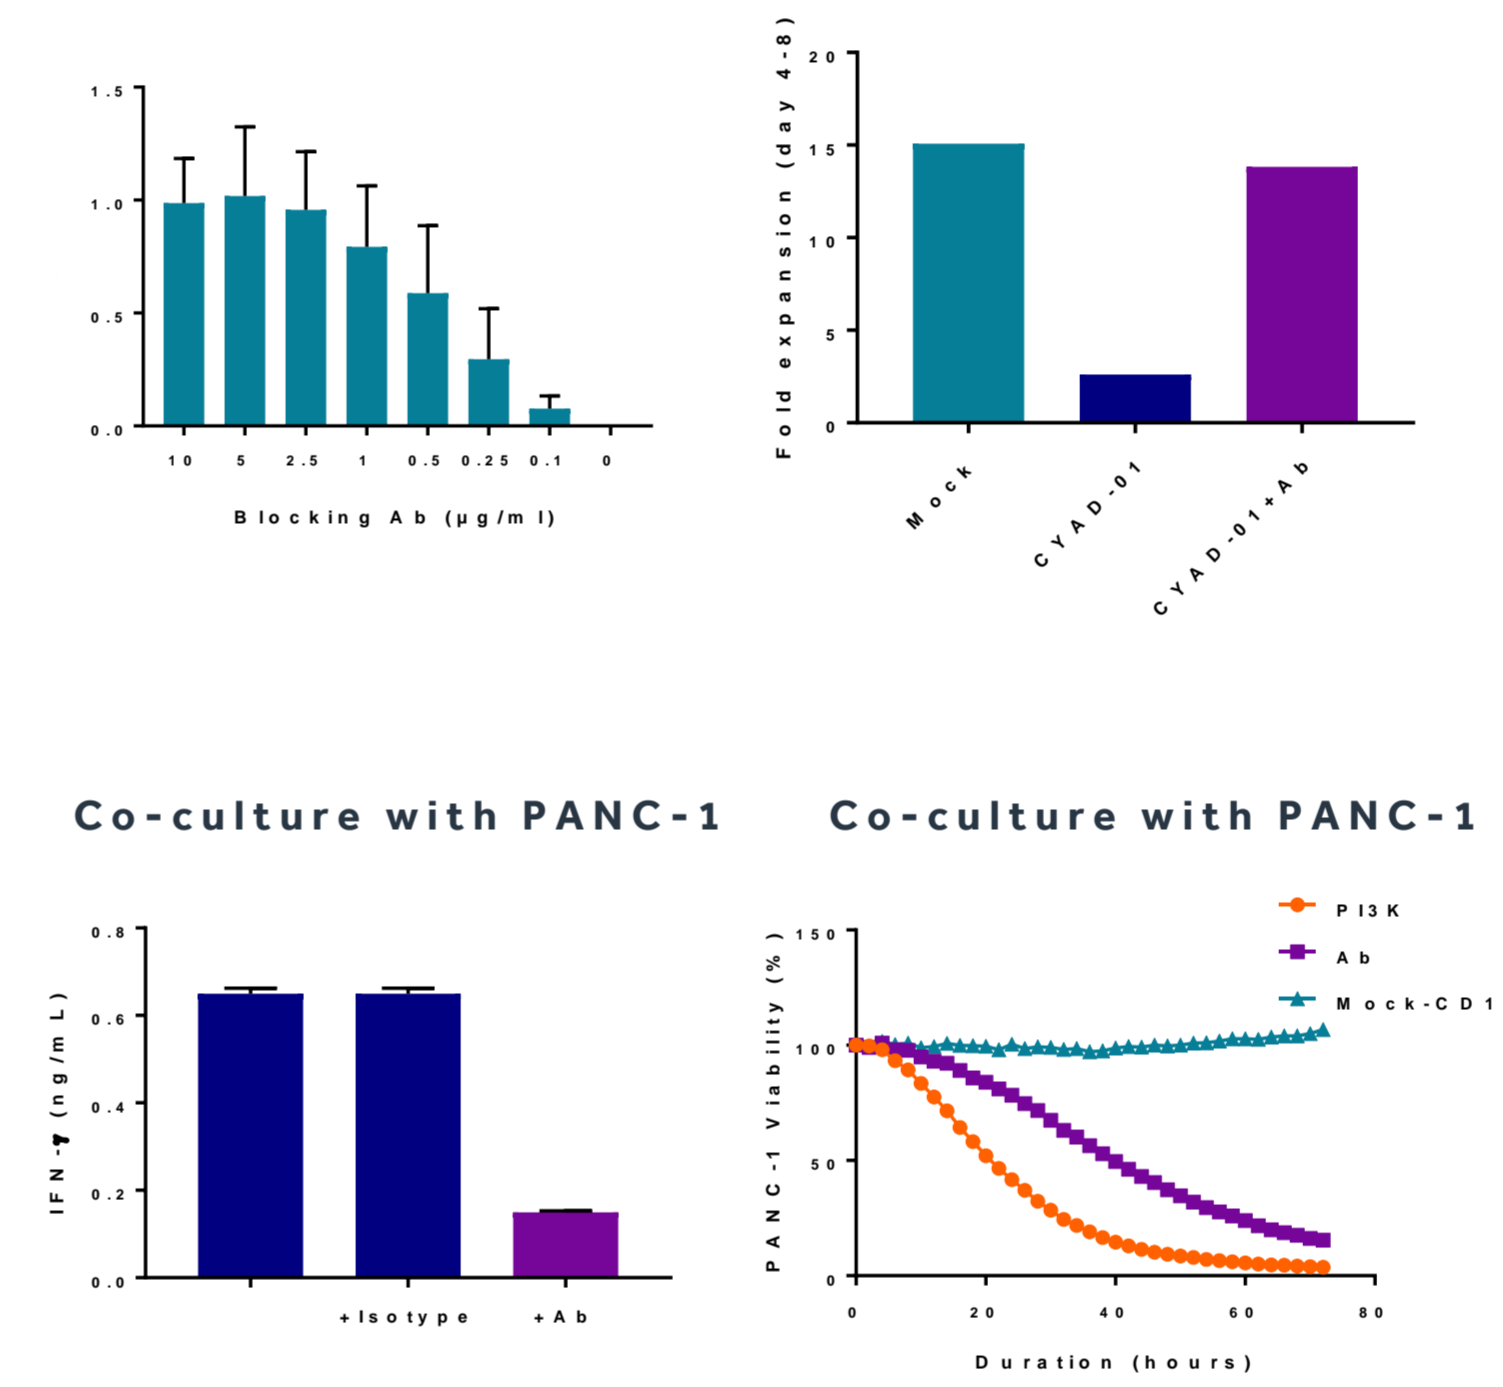 1.5
1.0
0.5
0.0
10 5 2.5 1 0.5 0.25 0.1 0
Blocking Ab (µg/ml)
Fold expansion (day 4-8)
20
15
10
5
0
Mock
CYAD-01
CYAD-01+Ab
Co-culture with PANC-1
IFN-γ (ng/mL)
0.8
0.6
0.4
0.2
0.0
+Isotype +Ab
Co-culture with PANC-1
PI3K
Ab
Mock-CD1
PANC-1 Viability (%)
150
100
50
0
0 20 40 60 80
Duration (hours)